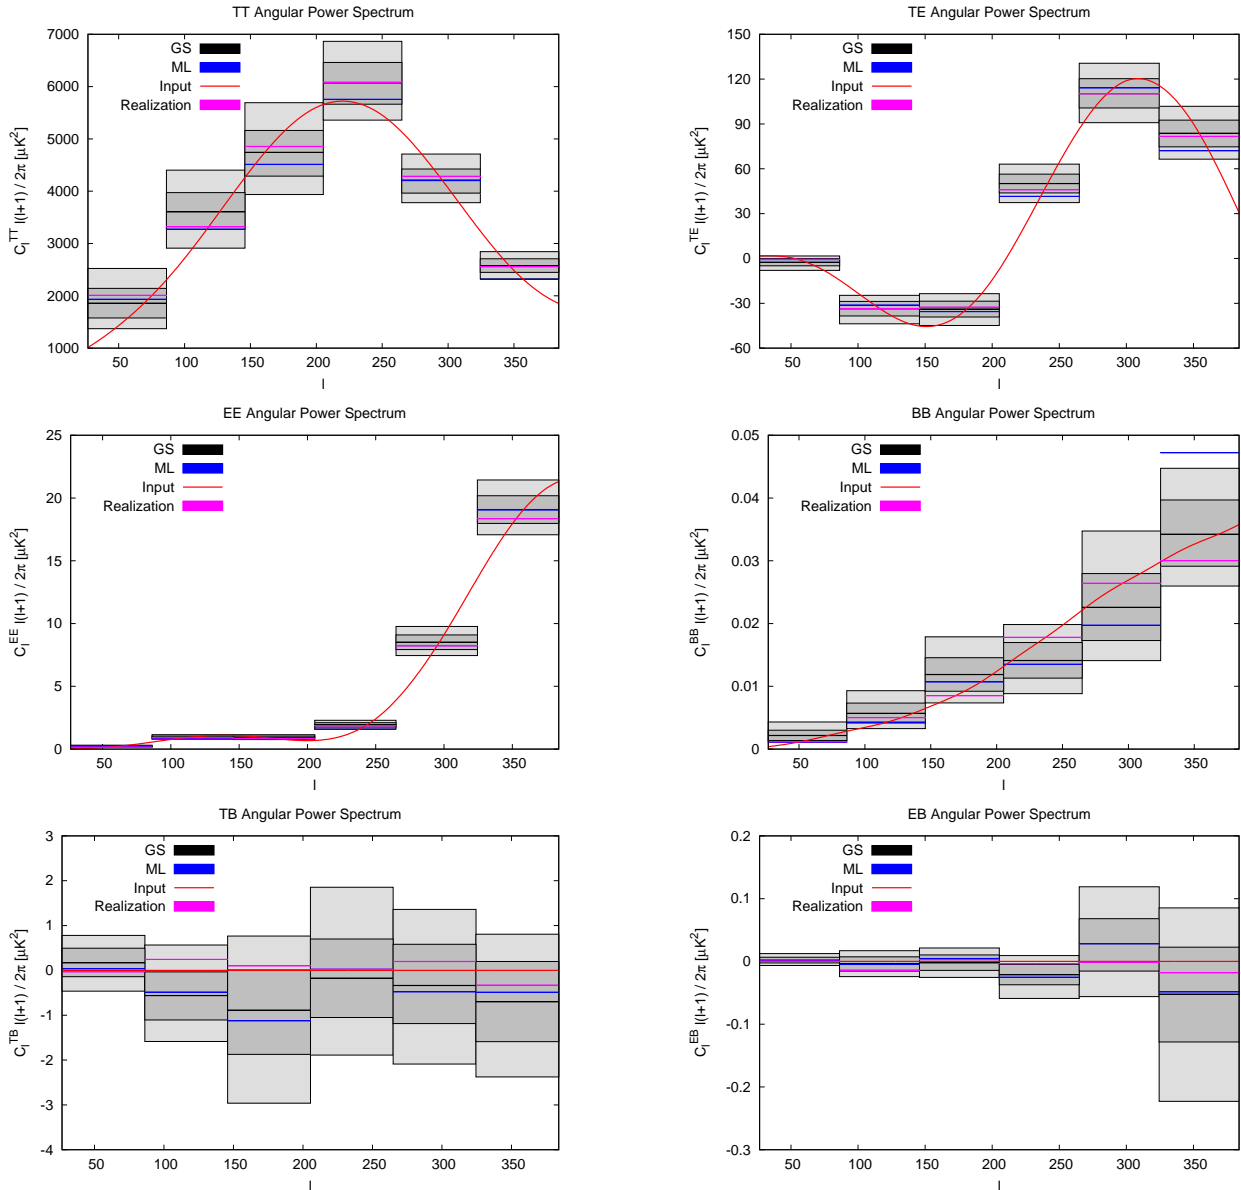 TT Angular Power Spectrum
7000
6000
5000
4000
3000
2000
1000
50 100 150 200 250 300 350
l
C_l^TT l(l+1) / 2π [μK²]
GS
ML
Input
Realization
TE Angular Power Spectrum
150
120
90
60
30
0
-30
-60
50 100 150 200 250 300 350
l
C_l^TE l(l+1) / 2π [μK²]
GS
ML
Input
Realization
EE Angular Power Spectrum
25
20
15
10
5
0
50 100 150 200 250 300 350
l
C_l^EE l(l+1) / 2π [μK²]
GS
ML
Input
Realization
BB Angular Power Spectrum
0.05
0.04
0.03
0.02
0.01
0
50 100 150 200 250 300 350
l
C_l^BB l(l+1) / 2π [μK²]
GS
ML
Input
Realization
TB Angular Power Spectrum
3
2
1
0
-1
-2
-3
-4
50 100 150 200 250 300 350
l
C_l^TB l(l+1) / 2π [μK²]
GS
ML
Input
Realization
EB Angular Power Spectrum
0.2
0.1
0
-0.1
-0.2
-0.3
50 100 150 200 250 300 350
l
C_l^EB l(l+1) / 2π [μK²]
GS
ML
Input
Realization